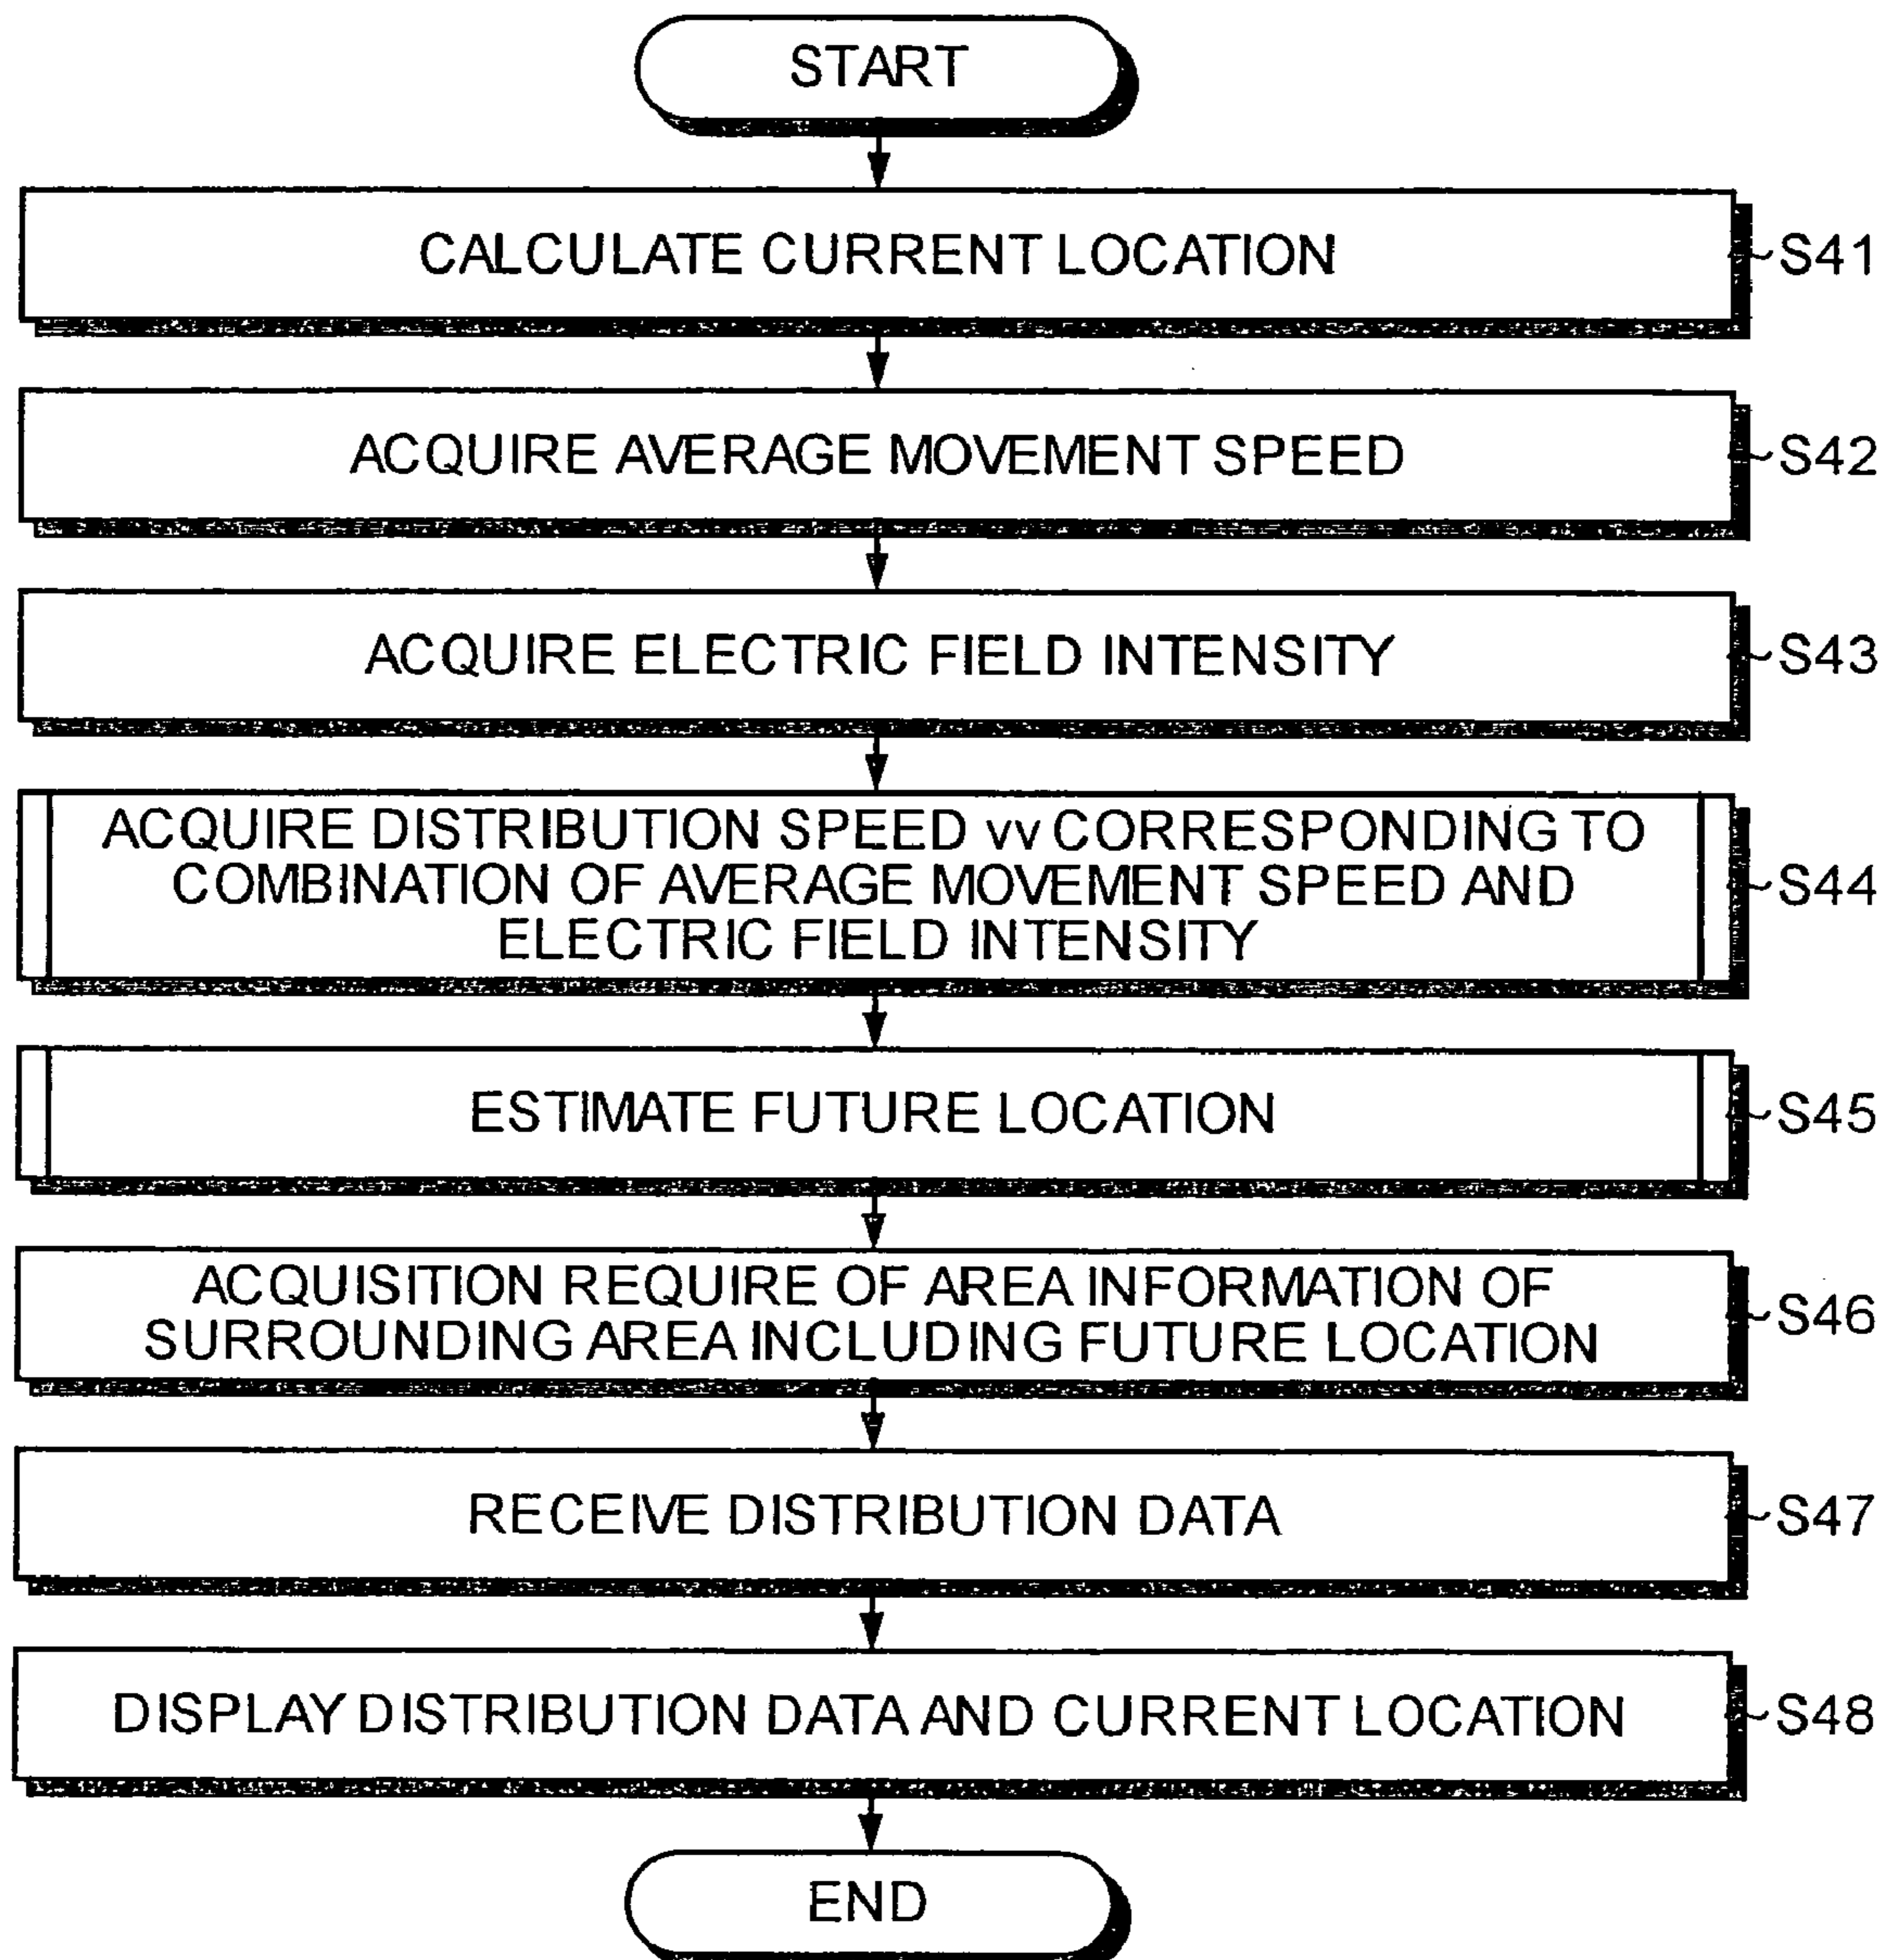 START
CALCULATE CURRENT LOCATION
S41
ACQUIRE AVERAGE MOVEMENT SPEED
S42
ACQUIRE ELECTRIC FIELD INTENSITY
S43
ACQUIRE DISTRIBUTION SPEED vv CORRESPONDING TO
COMBINATION OF AVERAGE MOVEMENT SPEED AND
ELECTRIC FIELD INTENSITY
S44
ESTIMATE FUTURE LOCATION
S45
ACQUISITION REQUIRE OF AREA INFORMATION OF
SURROUNDING AREA INCLUDING FUTURE LOCATION
S46
RECEIVE DISTRIBUTION DATA
S47
DISPLAY DISTRIBUTION DATA AND CURRENT LOCATION
S48
END